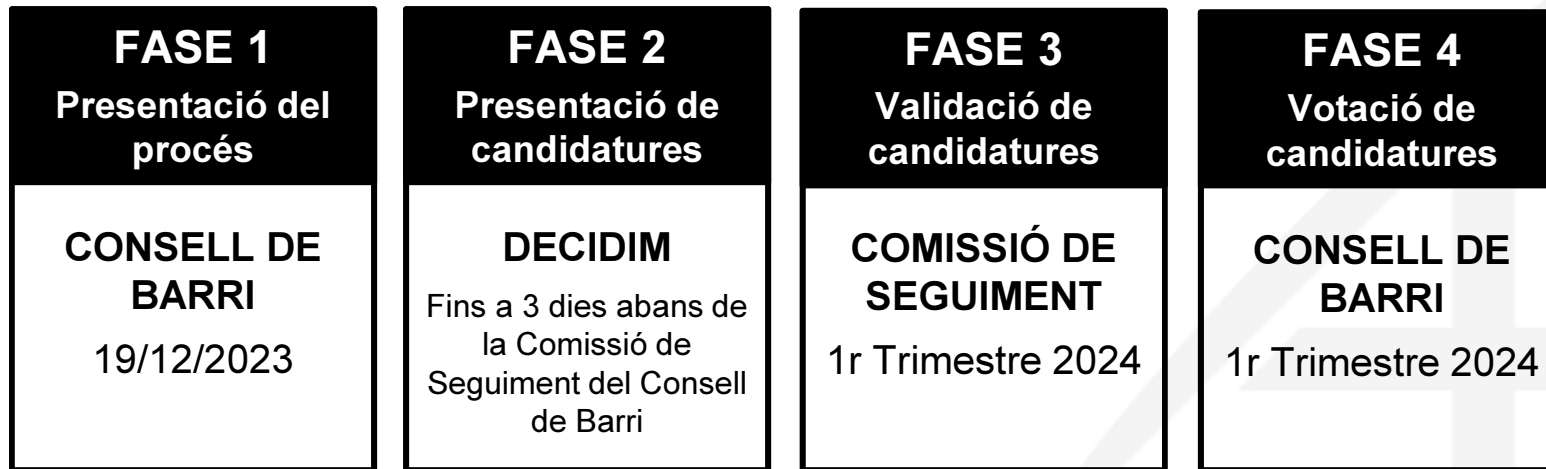 FASE 1
Presentació del
procés
CONSELL DE
BARRI
19/12/2023
FASE 2
Presentació de
candidatures
DECIDIM
Fins a 3 dies abans de
la Comissió de
Seguiment del Consell
de Barri
FASE 3
Validació de
candidatures
COMISSIÓ DE
SEGUIMENT
1r Trimestre 2024
FASE 4
Votació de
candidatures
CONSELL DE
BARRI
1r Trimestre 2024